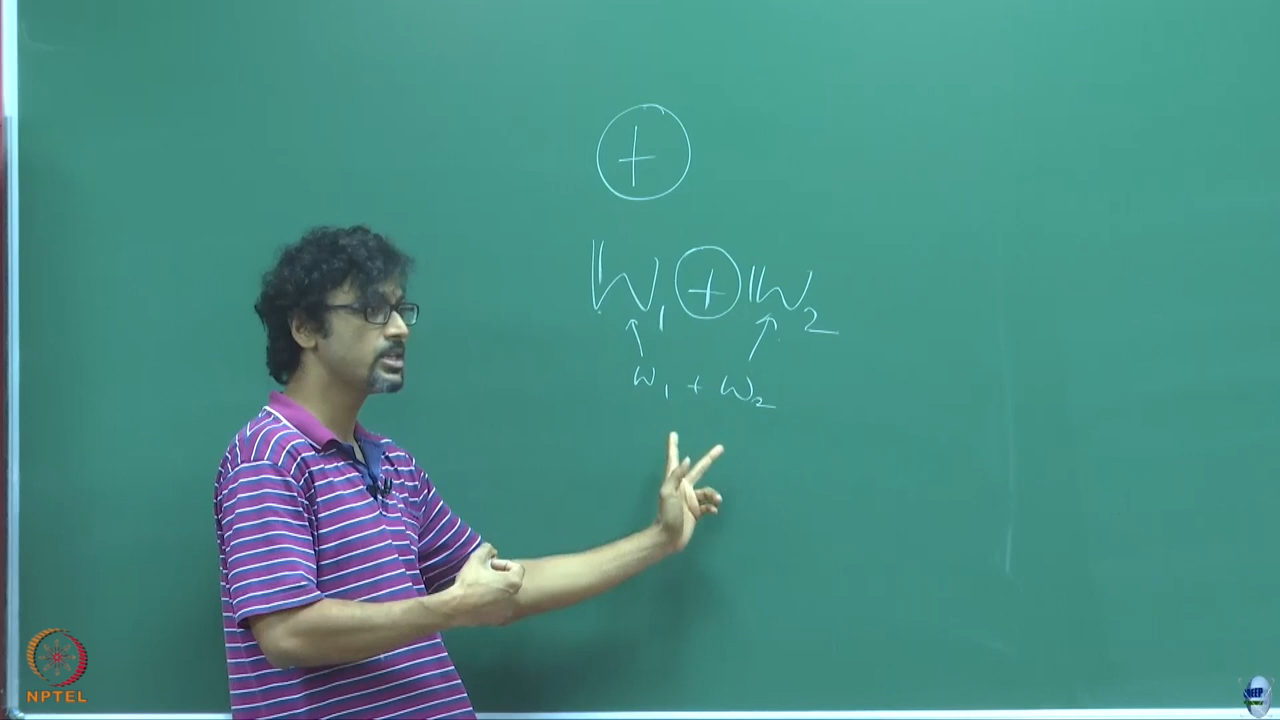 ⊕
𝕎₁ ⊕ 𝕎₂
w₁ + w₂
NPTEL